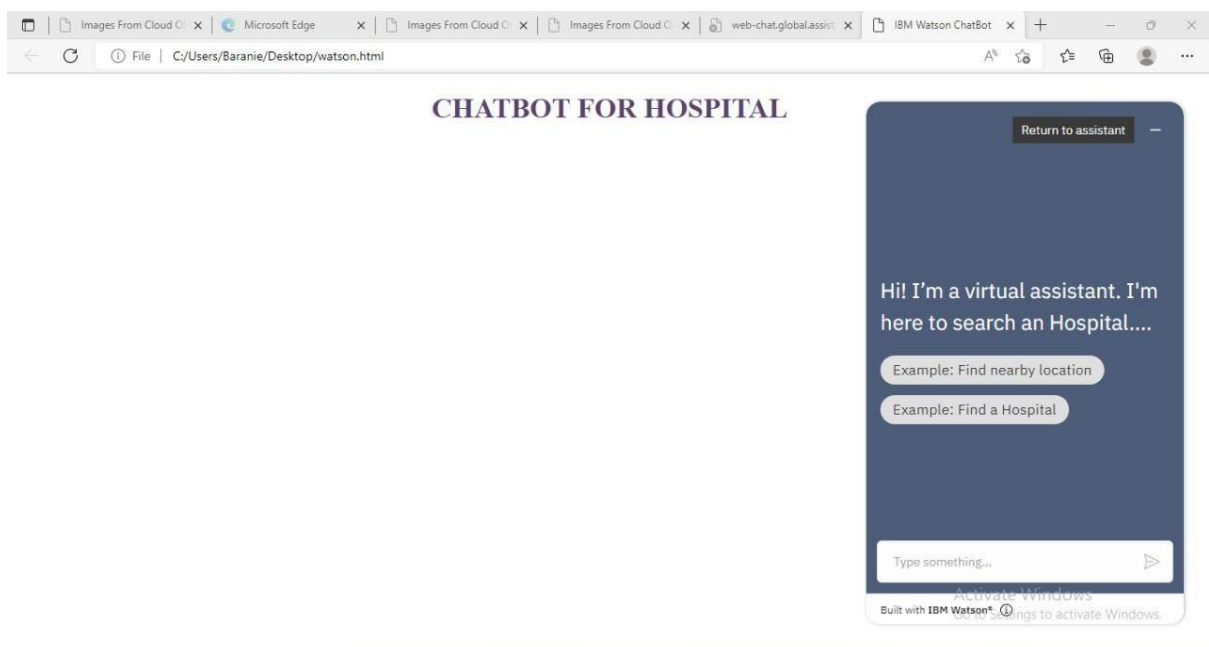 Images From Cloud O
Microsoft Edge
Images From Cloud O
Images From Cloud O
web-chat.global.assist
IBM Watson ChatBot
File | C:/Users/Baranie/Desktop/watson.html
CHATBOT FOR HOSPITAL
Return to assistant
Hi! I'm a virtual assistant. I'm
here to search an Hospital....
Example: Find nearby location
Example: Find a Hospital
Type something...
Activate Windows
Built with IBM Watson®
Go to Settings to activate Windows.